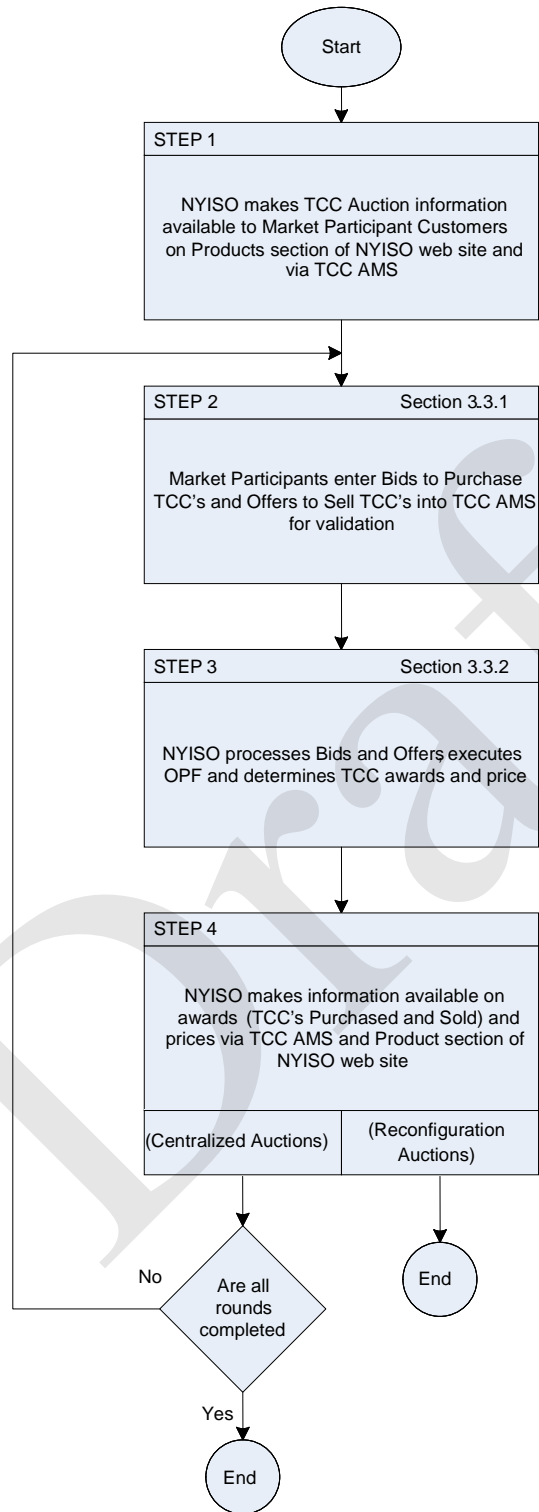 Start
STEP 1
NYISO makes TCC Auction information
available to Market Participant Customers
on Products section of NYISO web site and
via TCC AMS
STEP 2 Section 3.3.1
Market Participants enter Bids to Purchase
TCC's and Offers to Sell TCC's into TCC AMS
for validation
STEP 3 Section 3.3.2
NYISO processes Bids and Offers, executes
OPF and determines TCC awards and price
STEP 4
NYISO makes information available on
awards (TCC's Purchased and Sold) and
prices via TCC AMS and Product section of
NYISO web site
(Centralized Auctions)
(Reconfiguration
Auctions)
No
Are all
rounds
completed
End
Yes
End
Draft